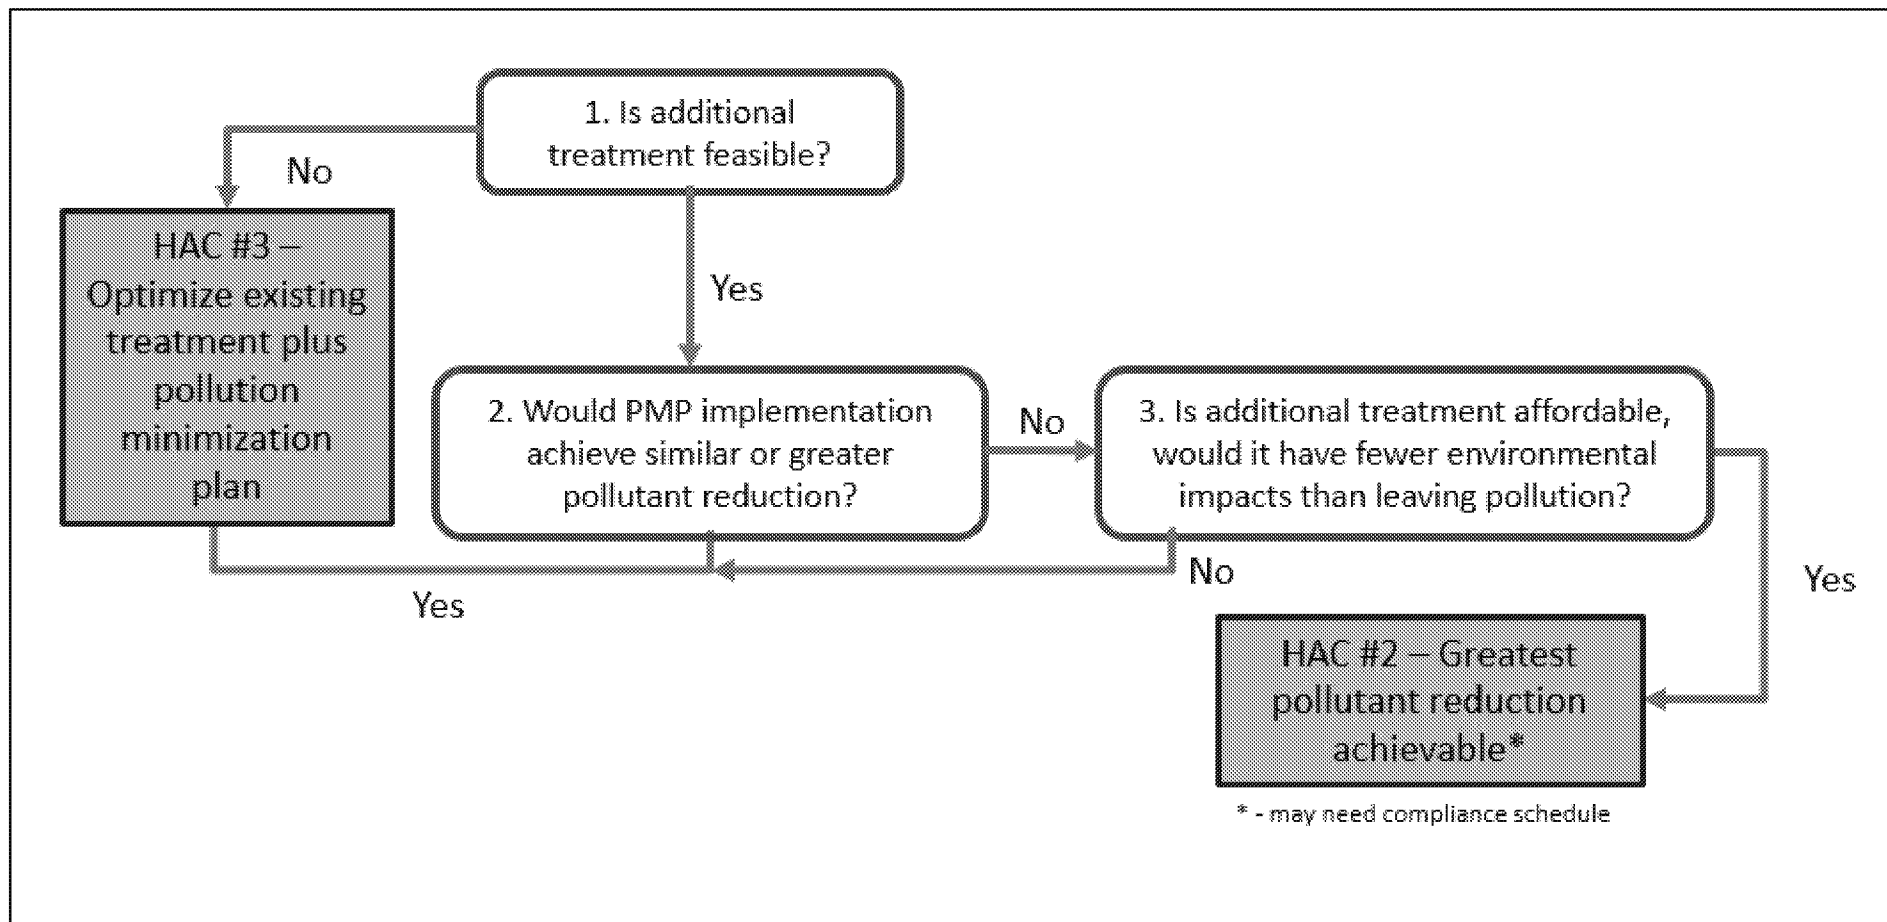 1. Is additional
treatment feasible?
No
HAC #3 –
Optimize existing
treatment plus
pollution
minimization
plan
Yes
2. Would PMP implementation
achieve similar or greater
pollutant reduction?
No
3. Is additional treatment affordable,
would it have fewer environmental
impacts than leaving pollution?
No
Yes
Yes
HAC #2 – Greatest
pollutant reduction
achievable*
* - may need compliance schedule